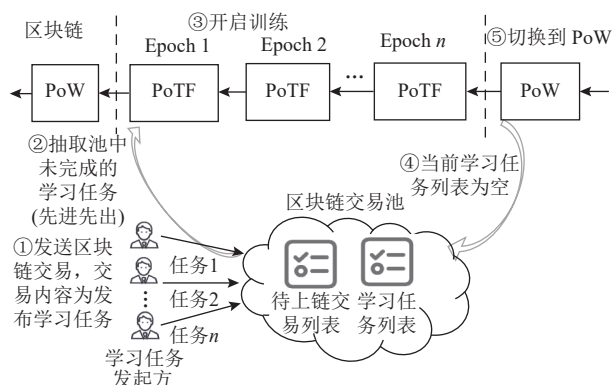 区块链
③开启训练
Epoch 1
Epoch 2
Epoch n
⑤切换到 PoW
PoW
PoTF
PoTF
...
PoTF
PoW
②抽取池中
未完成的
学习任务
(先进先出)
④当前学习任
务列表为空
区块链交易池
①发送区块
链交易，交
易内容为发
布学习任务
任务1
任务2
任务n
待上链交
易列表
学习任
务列表
学习任务
发起方